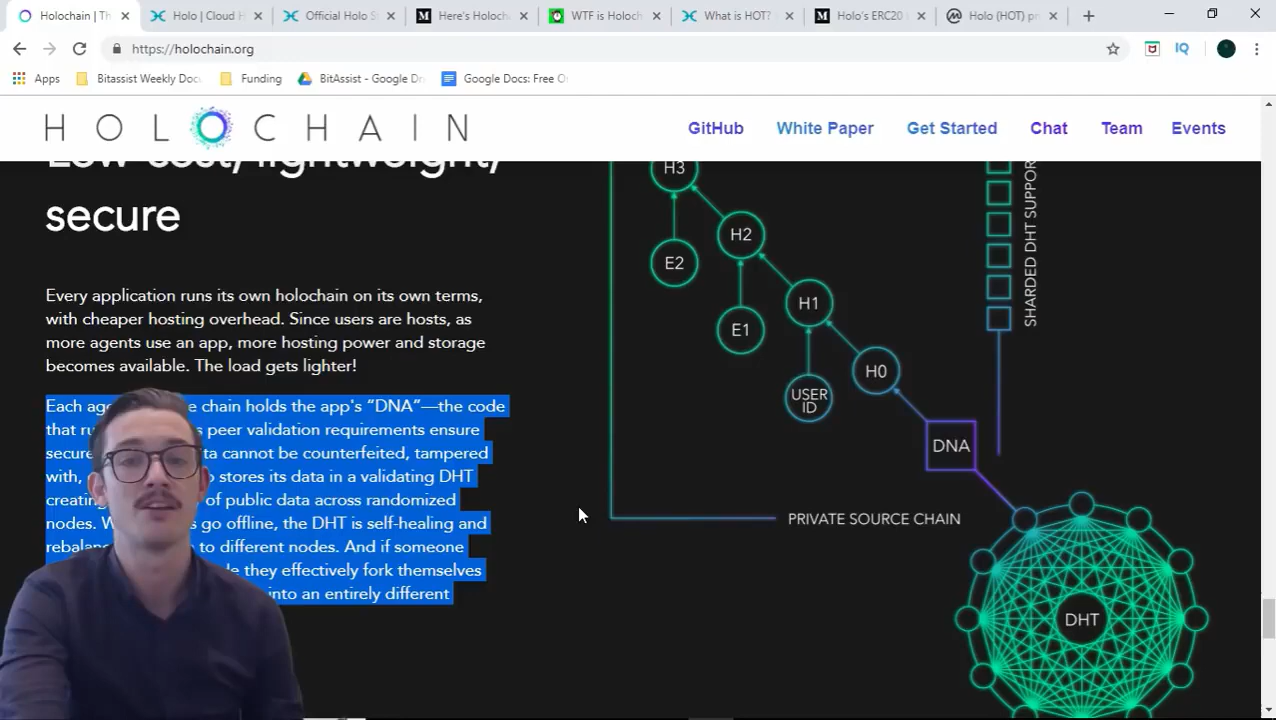 Holochain | Th
Holo | Cloud H
Official Holo S
Here's Holoch
WTF is Holoch
What is HOT?
Holo's ERC20
Holo (HOT) p
https://holochain.org
Apps
Bitassist Weekly Doc
Funding
BitAssist - Google Dr
Google Docs: Free O
HOLOCHAIN
GitHub
White Paper
Get Started
Chat
Team
Events
Low-cost, lightweight,
secure
Every application runs its own holochain on its own terms,
with cheaper hosting overhead. Since users are hosts, as
more agents use an app, more hosting power and storage
becomes available. The load gets lighter!
Each age e chain holds the app's “DNA”—the code
that ru s peer validation requirements ensure
secure ta cannot be counterfeited, tampered
with, o stores its data in a validating DHT
creating of public data across randomized
nodes. W go offline, the DHT is self-healing and
rebalan to different nodes. And if someone
de they effectively fork themselves
into an entirely different
H3
H2
E2
H1
E1
H0
USER
ID
DNA
PRIVATE SOURCE CHAIN
SHARDED DHT SUPPOR
DHT